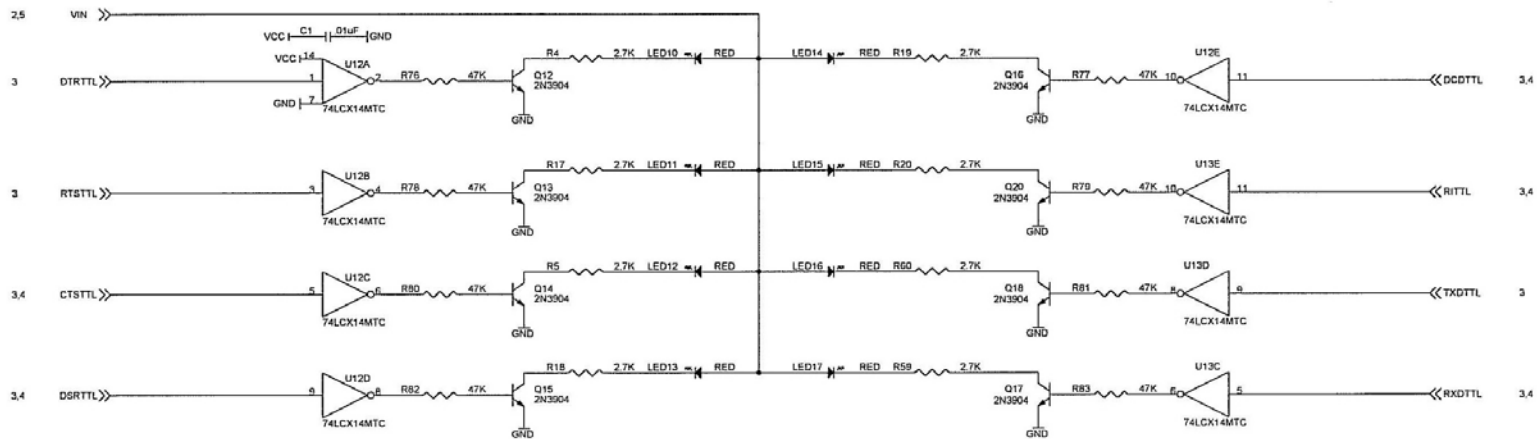 2,5 VIN
VCC C1 .01uF GND
R4 2.7K LED10 RED LED14 RED R19 2.7K
VCC 14 U12A U12E
3 DTRTTL 1 2 R76 47K Q12 Q16 R77 47K 10 11 DCDTTL 3,4
2N3904 2N3904
GND 7
74LCX14MTC 74LCX14MTC
GND GND
R17 2.7K LED11 RED LED15 RED R20 2.7K
U12B U13E
3 RTSTTL 3 4 R78 47K Q13 Q20 R79 47K 10 11 RITTL 3,4
2N3904 2N3904
74LCX14MTC 74LCX14MTC
GND GND
R5 2.7K LED12 RED LED16 RED R60 2.7K
U12C U13D
3,4 CTSTTL 5 6 R80 47K Q14 Q18 R81 47K 8 9 TXDTTL 3
2N3904 2N3904
74LCX14MTC 74LCX14MTC
GND GND
R18 2.7K LED13 RED LED17 RED R59 2.7K
U12D U13C
3,4 DSRTTL 9 8 R82 47K Q15 Q17 R83 47K 6 5 RXDTTL 3,4
2N3904 2N3904
74LCX14MTC 74LCX14MTC
GND GND